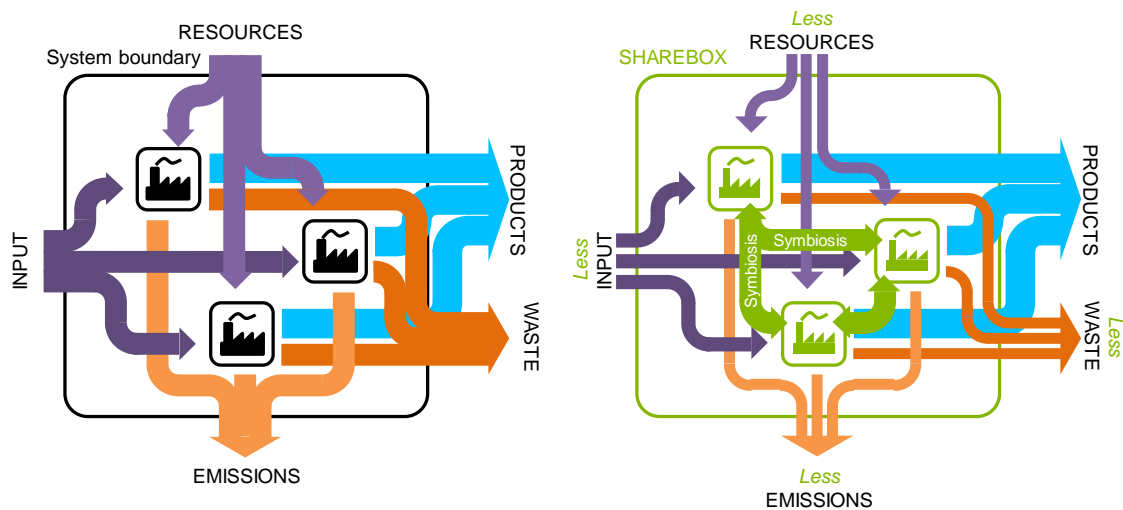 RESOURCES
System boundary
INPUT
PRODUCTS
WASTE
EMISSIONS
Less
RESOURCES
SHAREBOX
Less
INPUT
Symbiosis
Symbiosis
PRODUCTS
WASTE
Less
Less
EMISSIONS